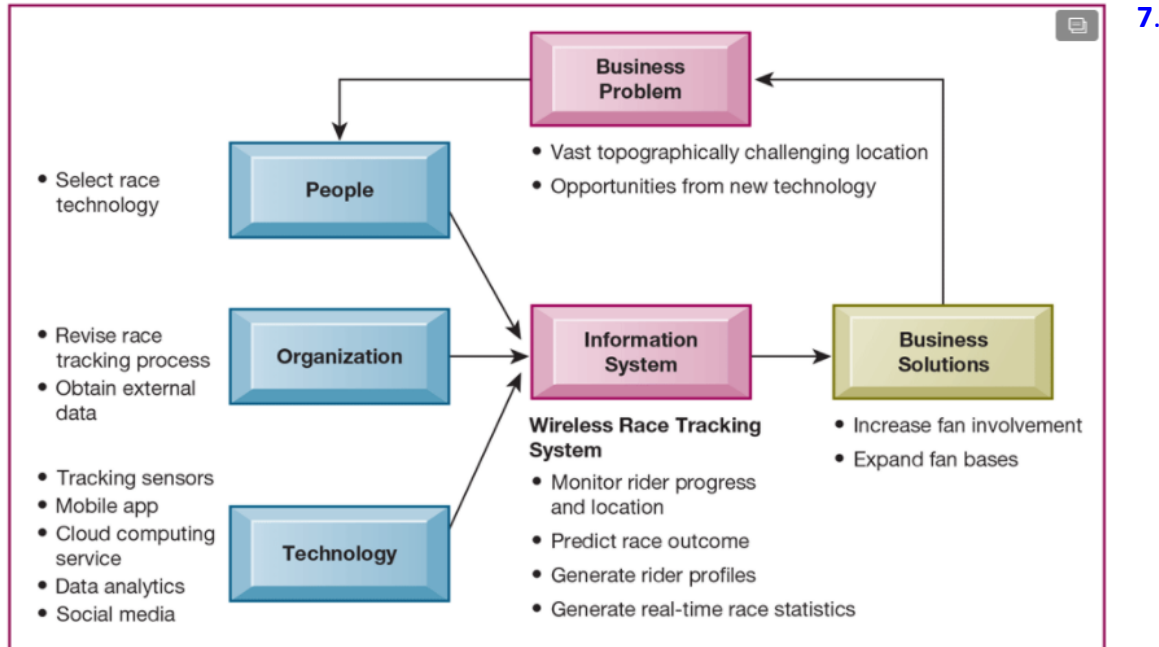 7.
Business
Problem
• Vast topographically challenging location
• Opportunities from new technology
• Select race
technology
People
• Revise race
tracking process
• Obtain external
data
Organization
• Tracking sensors
• Mobile app
• Cloud computing
service
• Data analytics
• Social media
Technology
Information
System
Wireless Race Tracking
System
• Monitor rider progress
and location
• Predict race outcome
• Generate rider profiles
• Generate real-time race statistics
Business
Solutions
• Increase fan involvement
• Expand fan bases